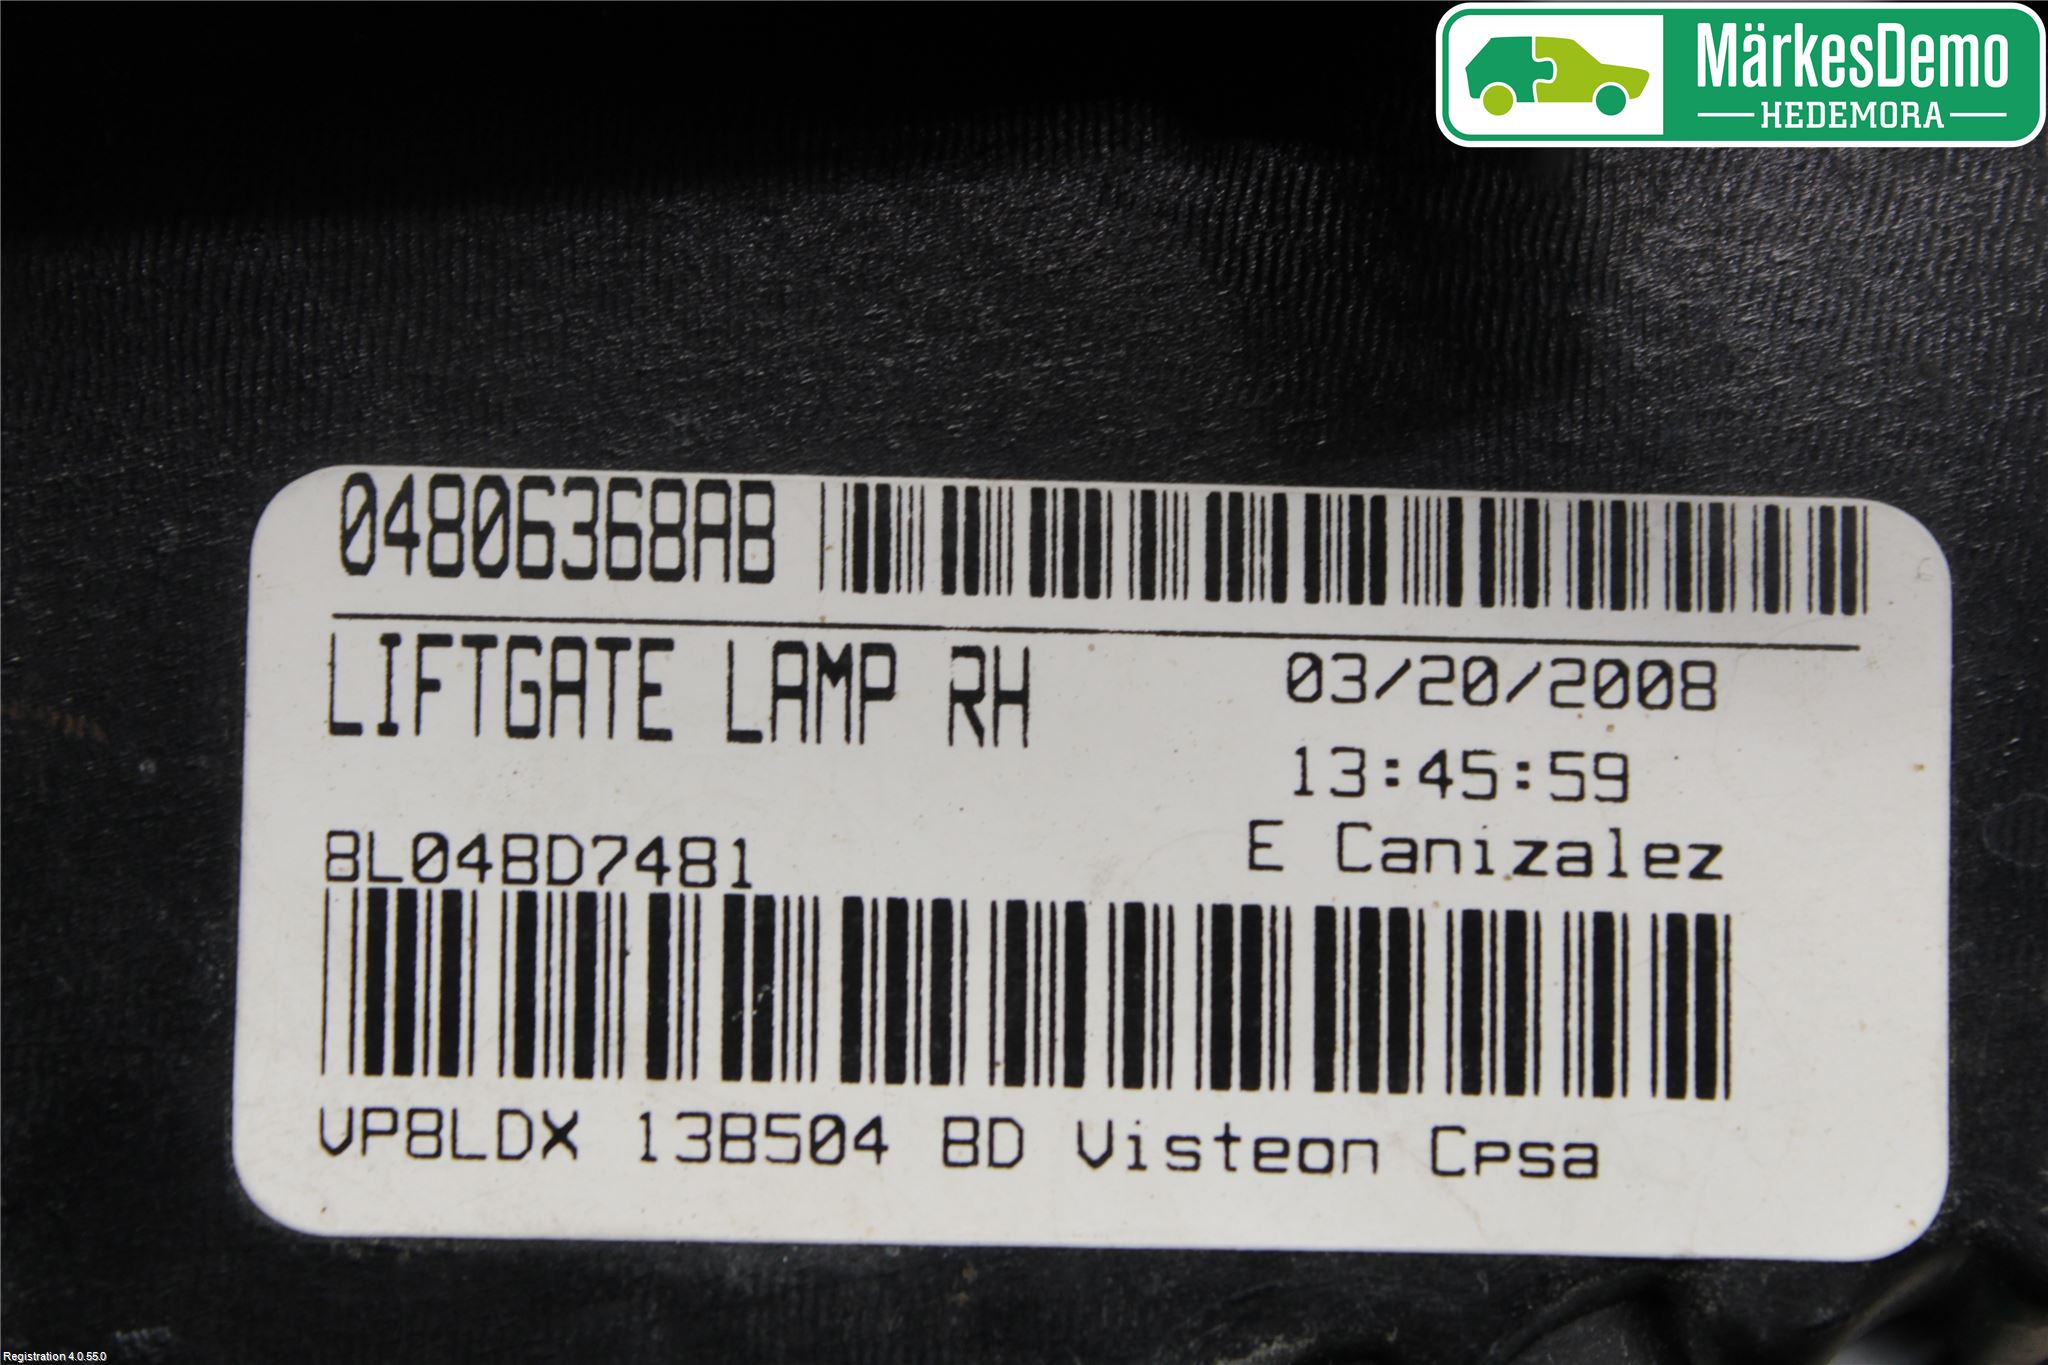 MärkesDemo
HEDEMORA
04806368AB
LIFTGATE LAMP RH
03/20/2008
13:45:59
8L04BD7481
E Canizalez
VP8LDX 13B504 BD Visteon Cpsa
Registration 4.0.55.0